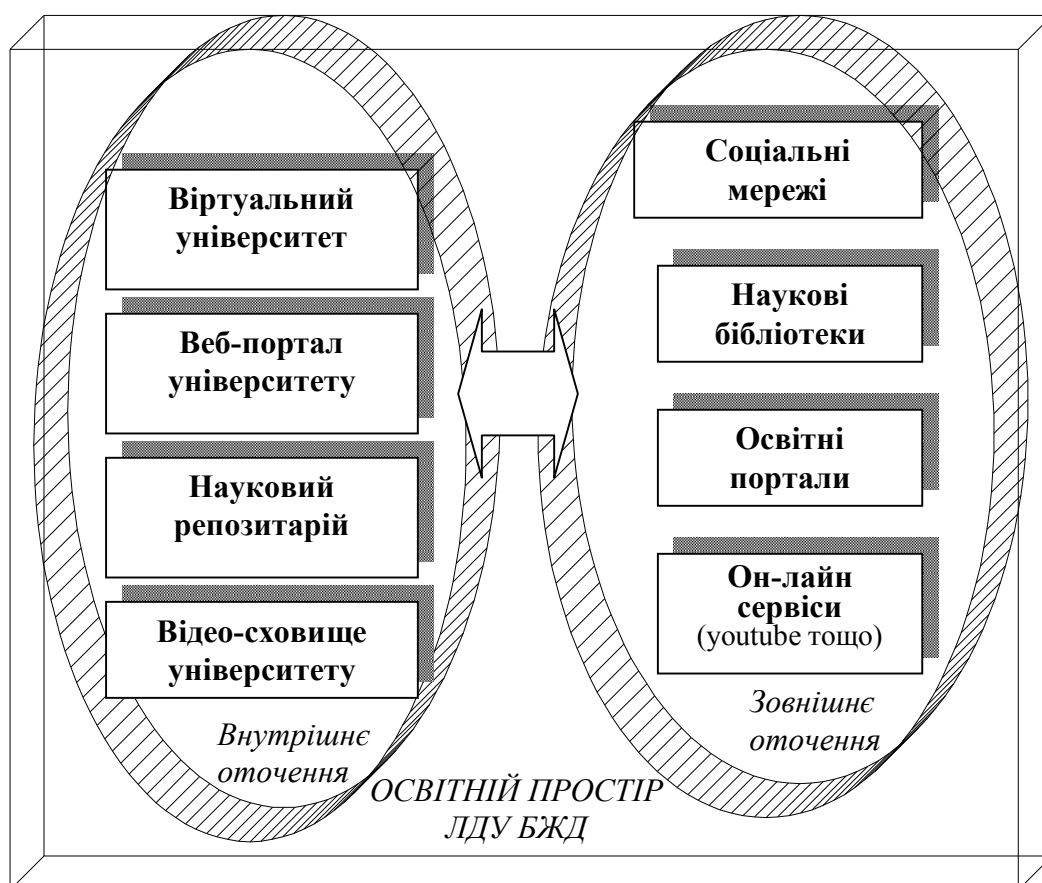 Віртуальний
університет
Веб-портал
університету
Науковий
репозитарій
Відео-сховище
університету
Внутрішнє
оточення
Соціальні
мережі
Наукові
бібліотеки
Освітні
портали
Он-лайн
сервіси
(youtube тощо)
Зовнішнє
оточення
ОСВІТНІЙ ПРОСТІР
ЛДУ БЖД